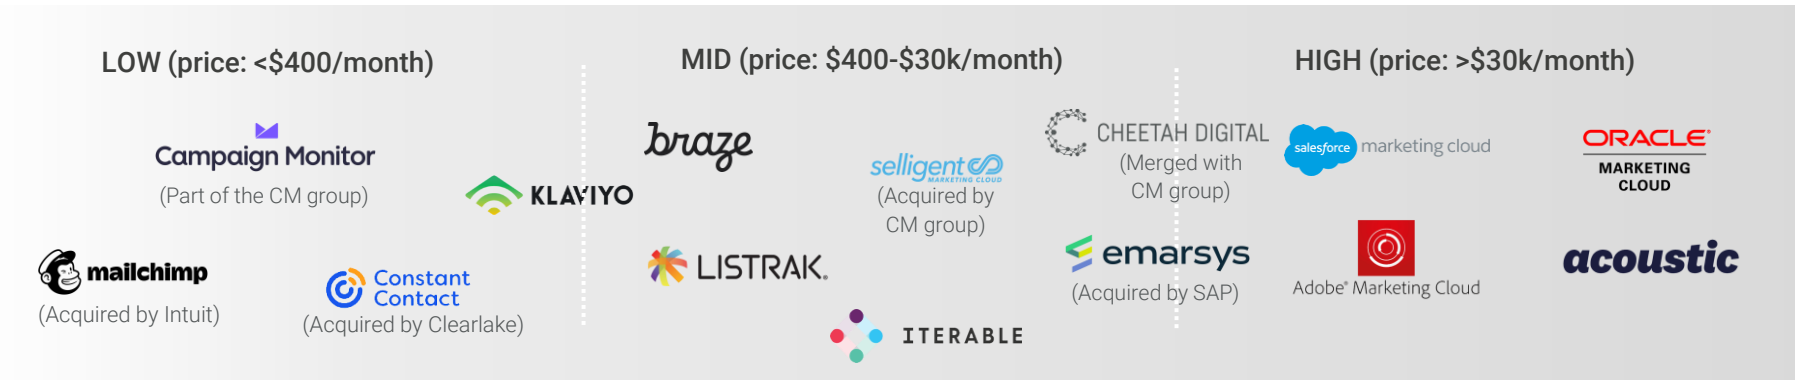 LOW (price: <$400/month)
MID (price: $400-$30k/month)
HIGH (price: >$30k/month)
Campaign Monitor
(Part of the CM group)
KLAVIYO
mailchimp
(Acquired by Intuit)
Constant
Contact
(Acquired by Clearlake)
braze
selligent
MARKETING CLOUD
(Acquired by
CM group)
CHEETAH DIGITAL
(Merged with
CM group)
LISTRAK®
emarsys
(Acquired by SAP)
ITERABLE
salesforce marketing cloud
ORACLE®
MARKETING
CLOUD
Adobe® Marketing Cloud
acoustic